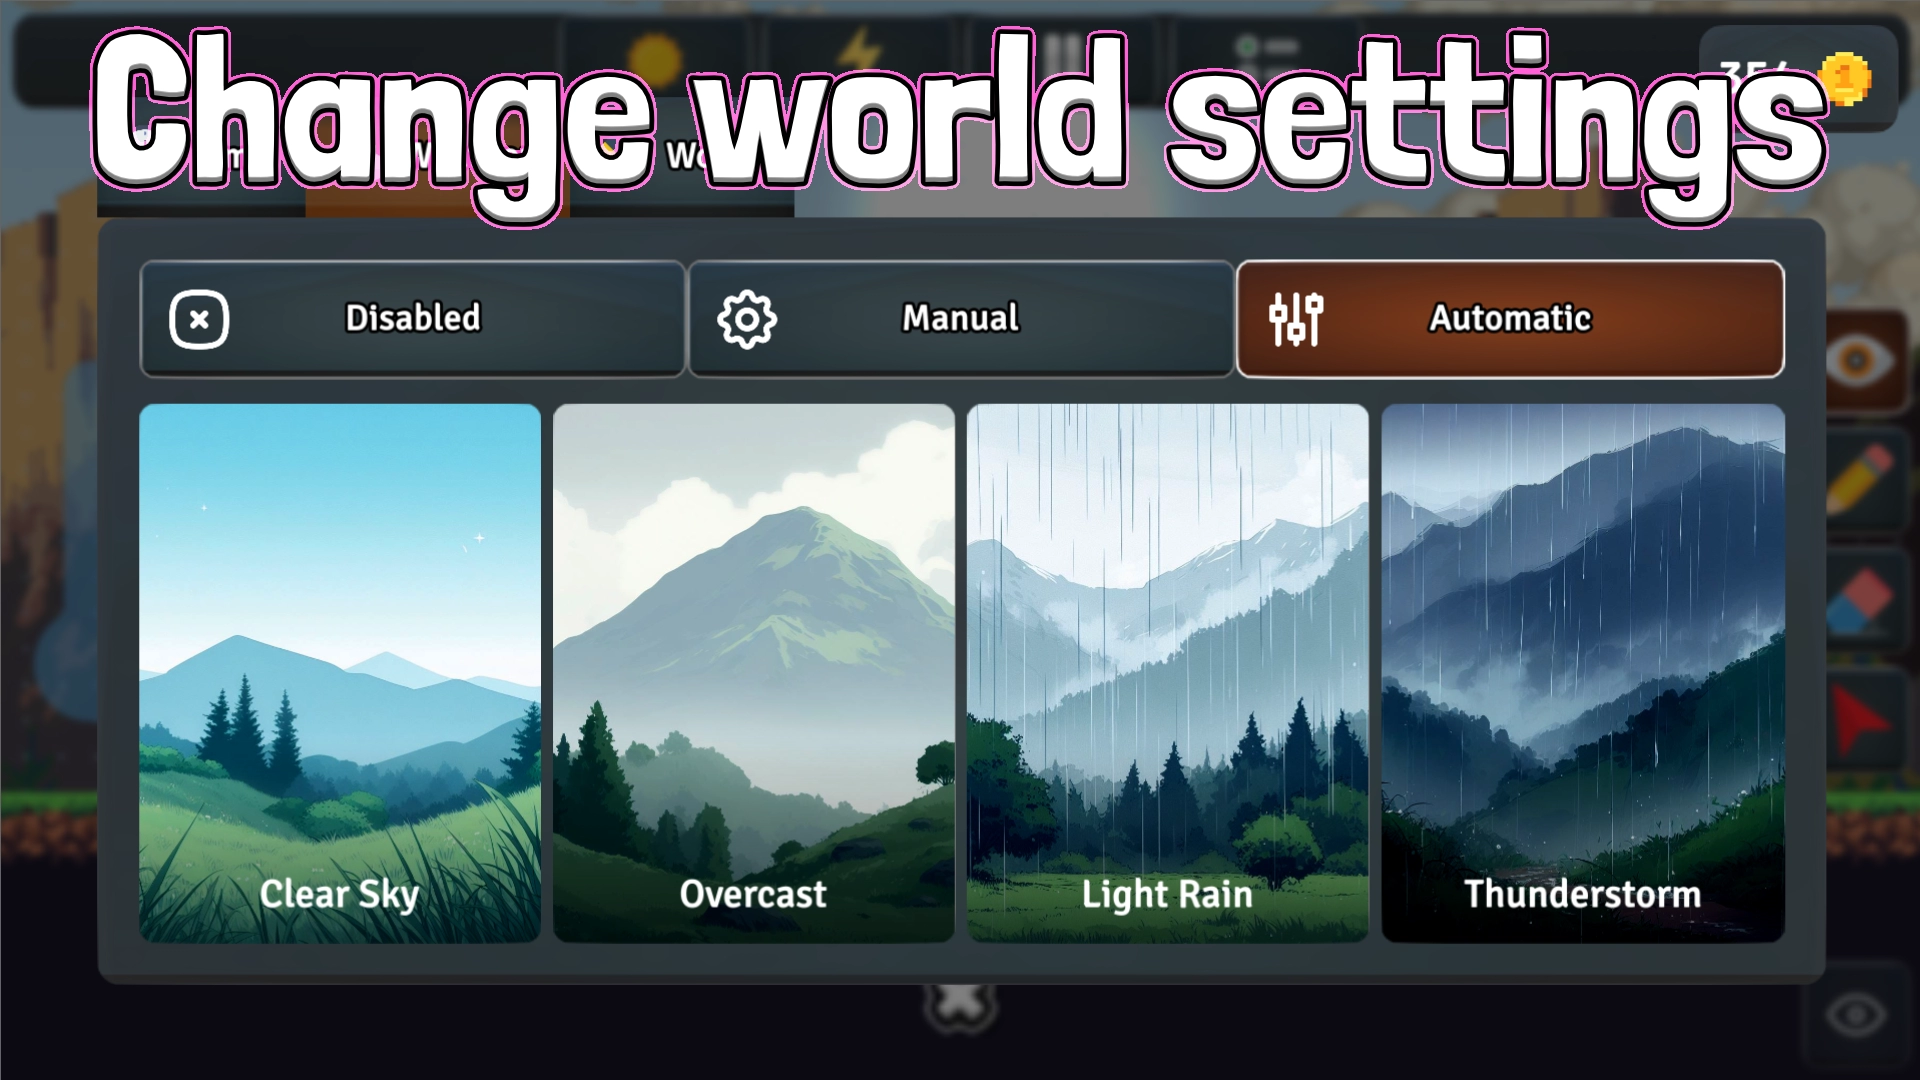 Change world settings
Disabled
Manual
Automatic
Clear Sky
Overcast
Light Rain
Thunderstorm